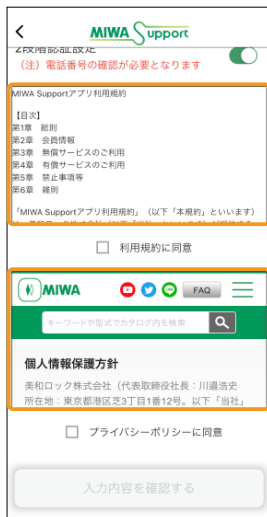 MIWA Support
2段階認証設定
（注）電話番号の確認が必要となります
MIWA Supportアプリ利用規約
【目次】
第1章 総則
第2章 会員情報
第3章 無償サービスのご利用
第4章 有償サービスのご利用
第5章 禁止事項等
第6章 雑則
「MIWA Supportアプリ利用規約」（以下「本規約」といいます）
利用規約に同意
MIWA FAQ
キーワードや型式でカタログ内を検索
個人情報保護方針
美和ロック株式会社（代表取締役社長：川邉浩史
所在地：東京都港区芝3丁目1番12号。以下「当社」
プライバシーポリシーに同意
入力内容を確認する